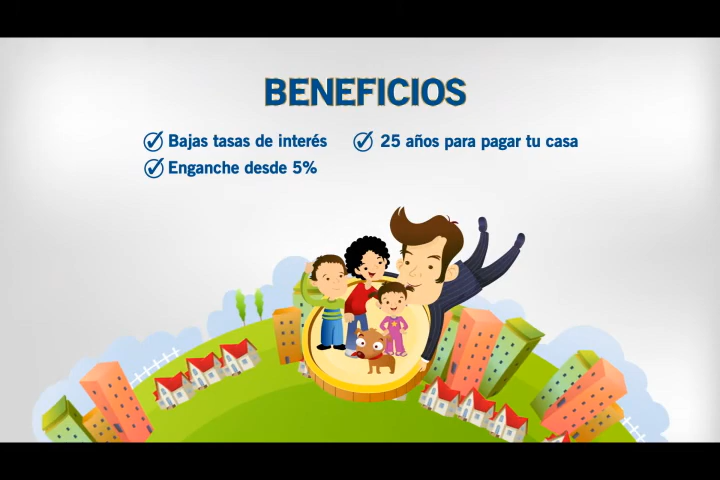 BENEFICIOS
Bajas tasas de interés
25 años para pagar tu casa
Enganche desde 5%